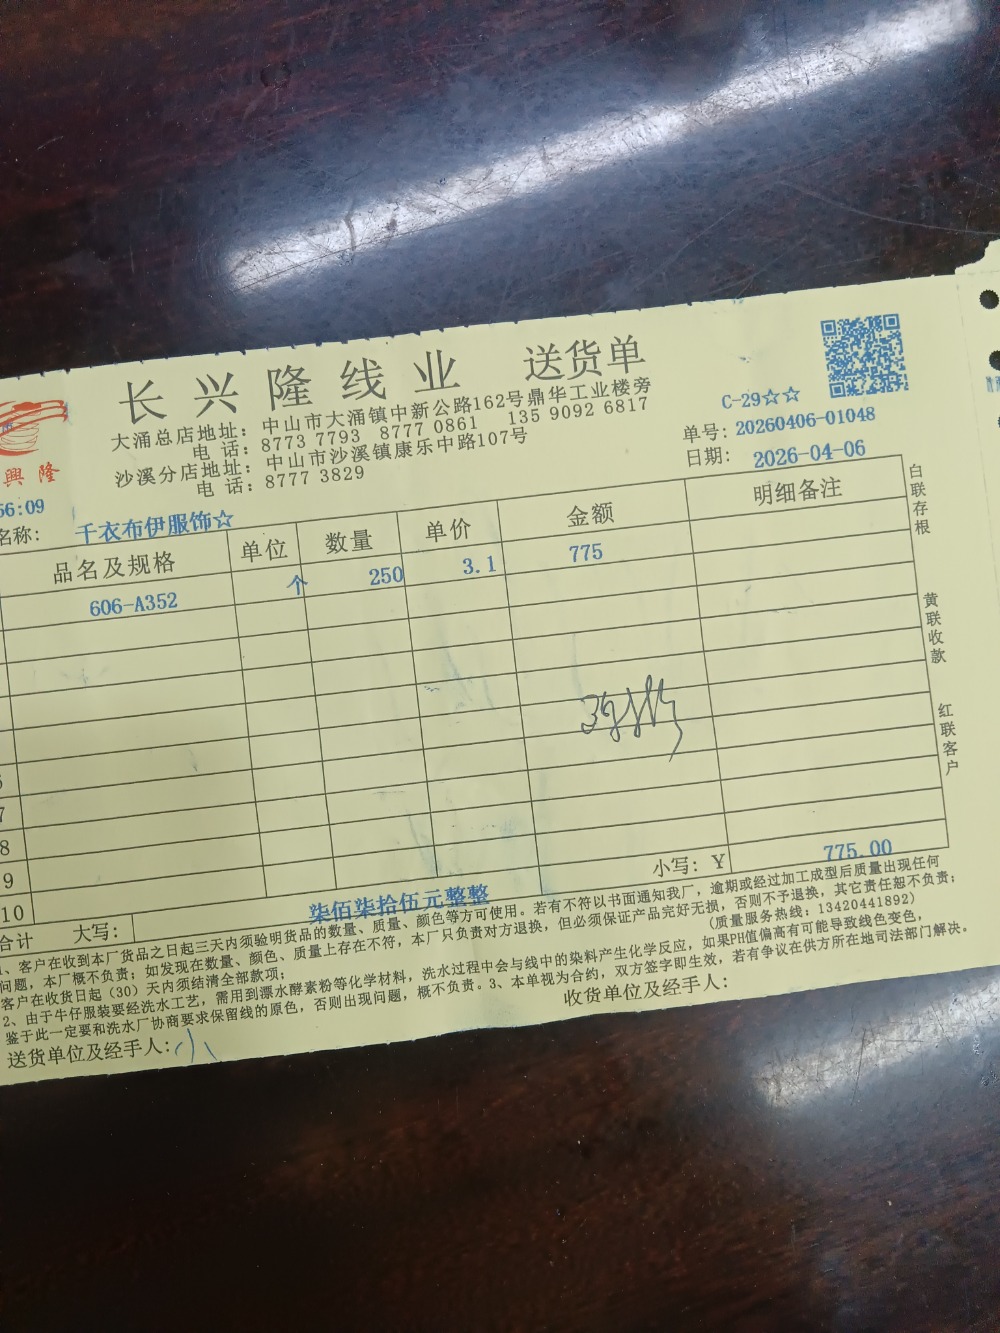 长兴隆线业 送货单
大涌总店地址：中山市大涌镇中新公路162号鼎华工业楼旁
电 话：8773 7793 8777 0861 135 9092 6817
沙溪分店地址：中山市沙溪镇康乐中路107号
电 话：8777 3829
興隆
C-29☆☆
单号：20260406-01048
日期：2026-04-06
56:09
名称：千衣布伊服饰☆
品名及规格 单位 数量 单价 金额 明细备注
606-A352 个 250 3.1 775
7
8
9
10
小写：Y 775.00
合计 大写：柒佰柒拾伍元整整
白联存根
黄联收款
红联客户
1、客户在收到本厂货品之日起三天内须验明货品的数量、质量、颜色等方可使用。若有不符以书面通知我厂，逾期或经过加工成型后质量出现任何
问题，本厂概不负责；如发现在数量、颜色、质量上存在不符，本厂只负责对方退换，但必须保证产品完好无损，否则不予退换，其它责任恕不负责；
客户在收货日起（30）天内须结清全部款项；
(质量服务热线：13420441892)
2、由于牛仔服装要经洗水工艺，需用到漂水酵素粉等化学材料，洗水过程中会与线中的染料产生化学反应，如果PH值偏高有可能导致线色变色，
鉴于此一定要和洗水厂协商要求保留线的原色，否则出现问题，概不负责。3、本单视为合约，双方签字即生效，若有争议在供方所在地司法部门解决。
送货单位及经手人：小
收货单位及经手人：